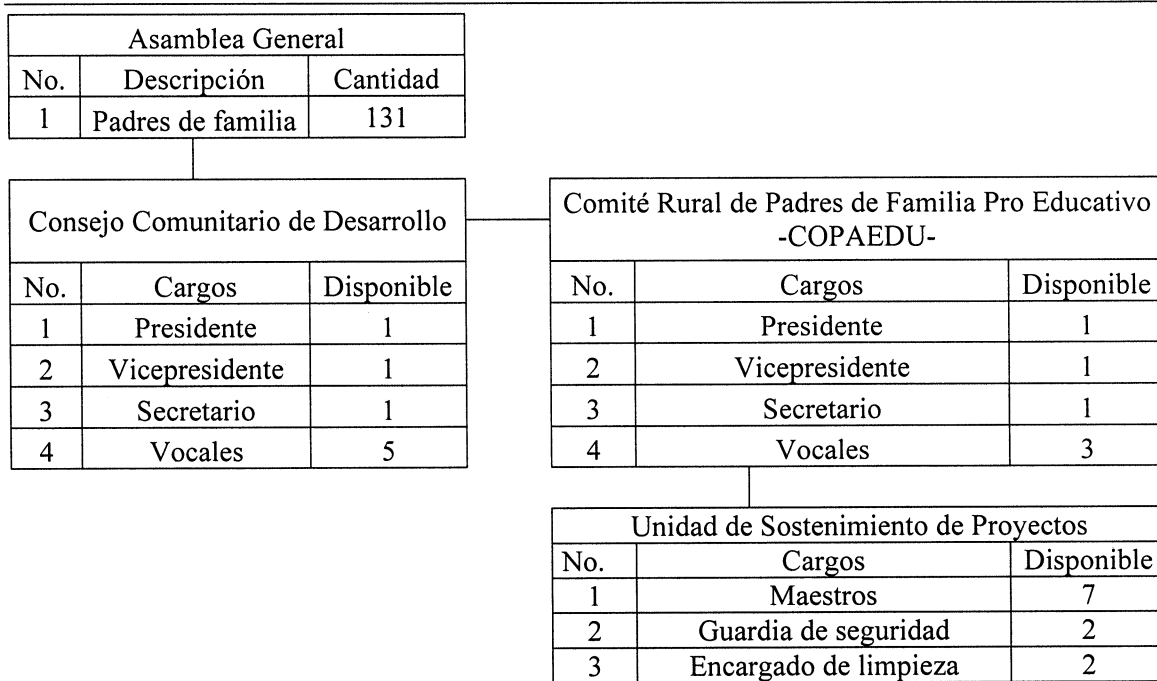 Asamblea General
No. Descripción Cantidad
1 Padres de familia 131
Consejo Comunitario de Desarrollo
No. Cargos Disponible
1 Presidente 1
2 Vicepresidente 1
3 Secretario 1
4 Vocales 5
Comité Rural de Padres de Familia Pro Educativo
-COPAEDU-
No. Cargos Disponible
1 Presidente 1
2 Vicepresidente 1
3 Secretario 1
4 Vocales 3
Unidad de Sostenimiento de Proyectos
No. Cargos Disponible
1 Maestros 7
2 Guardia de seguridad 2
3 Encargado de limpieza 2